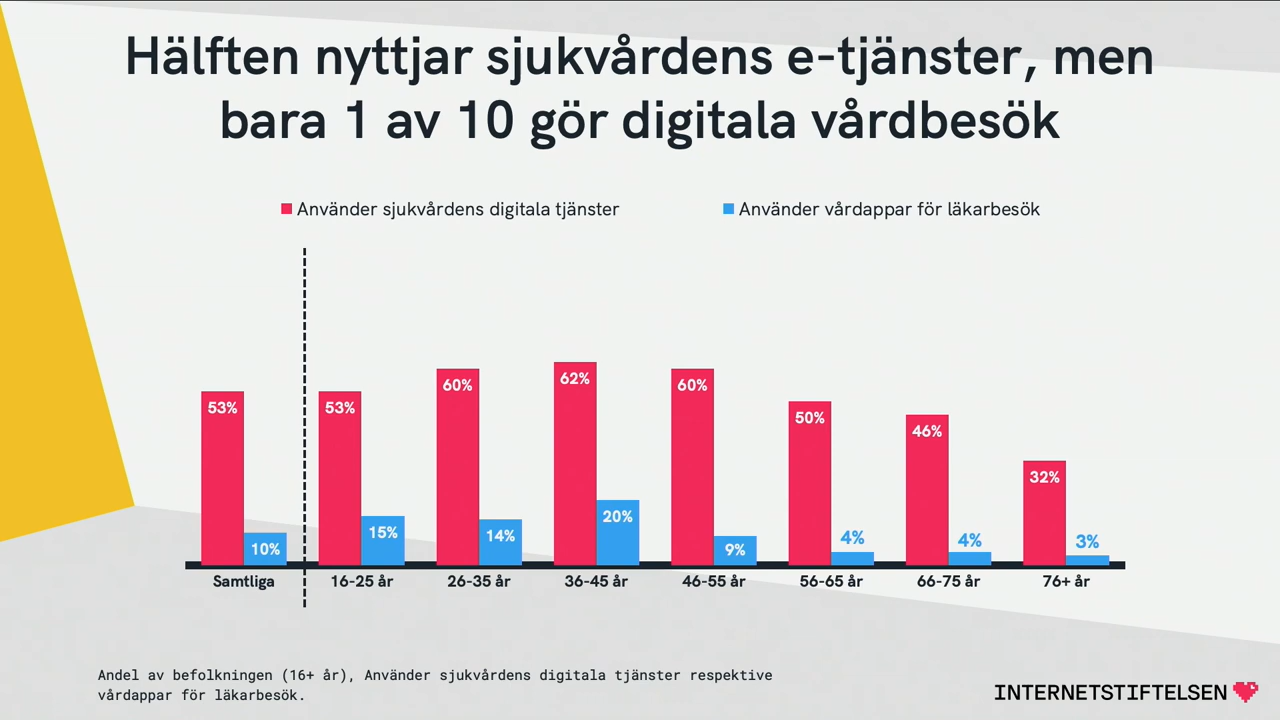 Hälften nyttjar sjukvårdens e-tjänster, men
bara 1 av 10 gör digitala vårdbesök
Använder sjukvårdens digitala tjänster
Använder vårdappar för läkarbesök
53%
10%
53%
15%
60%
14%
62%
20%
60%
9%
50%
4%
46%
4%
32%
3%
Samtliga
16-25 år
26-35 år
36-45 år
46-55 år
56-65 år
66-75 år
76+ år
Andel av befolkningen (16+ år), Använder sjukvårdens digitala tjänster respektive
vårdappar för läkarbesök.
INTERNETSTIFTELSEN